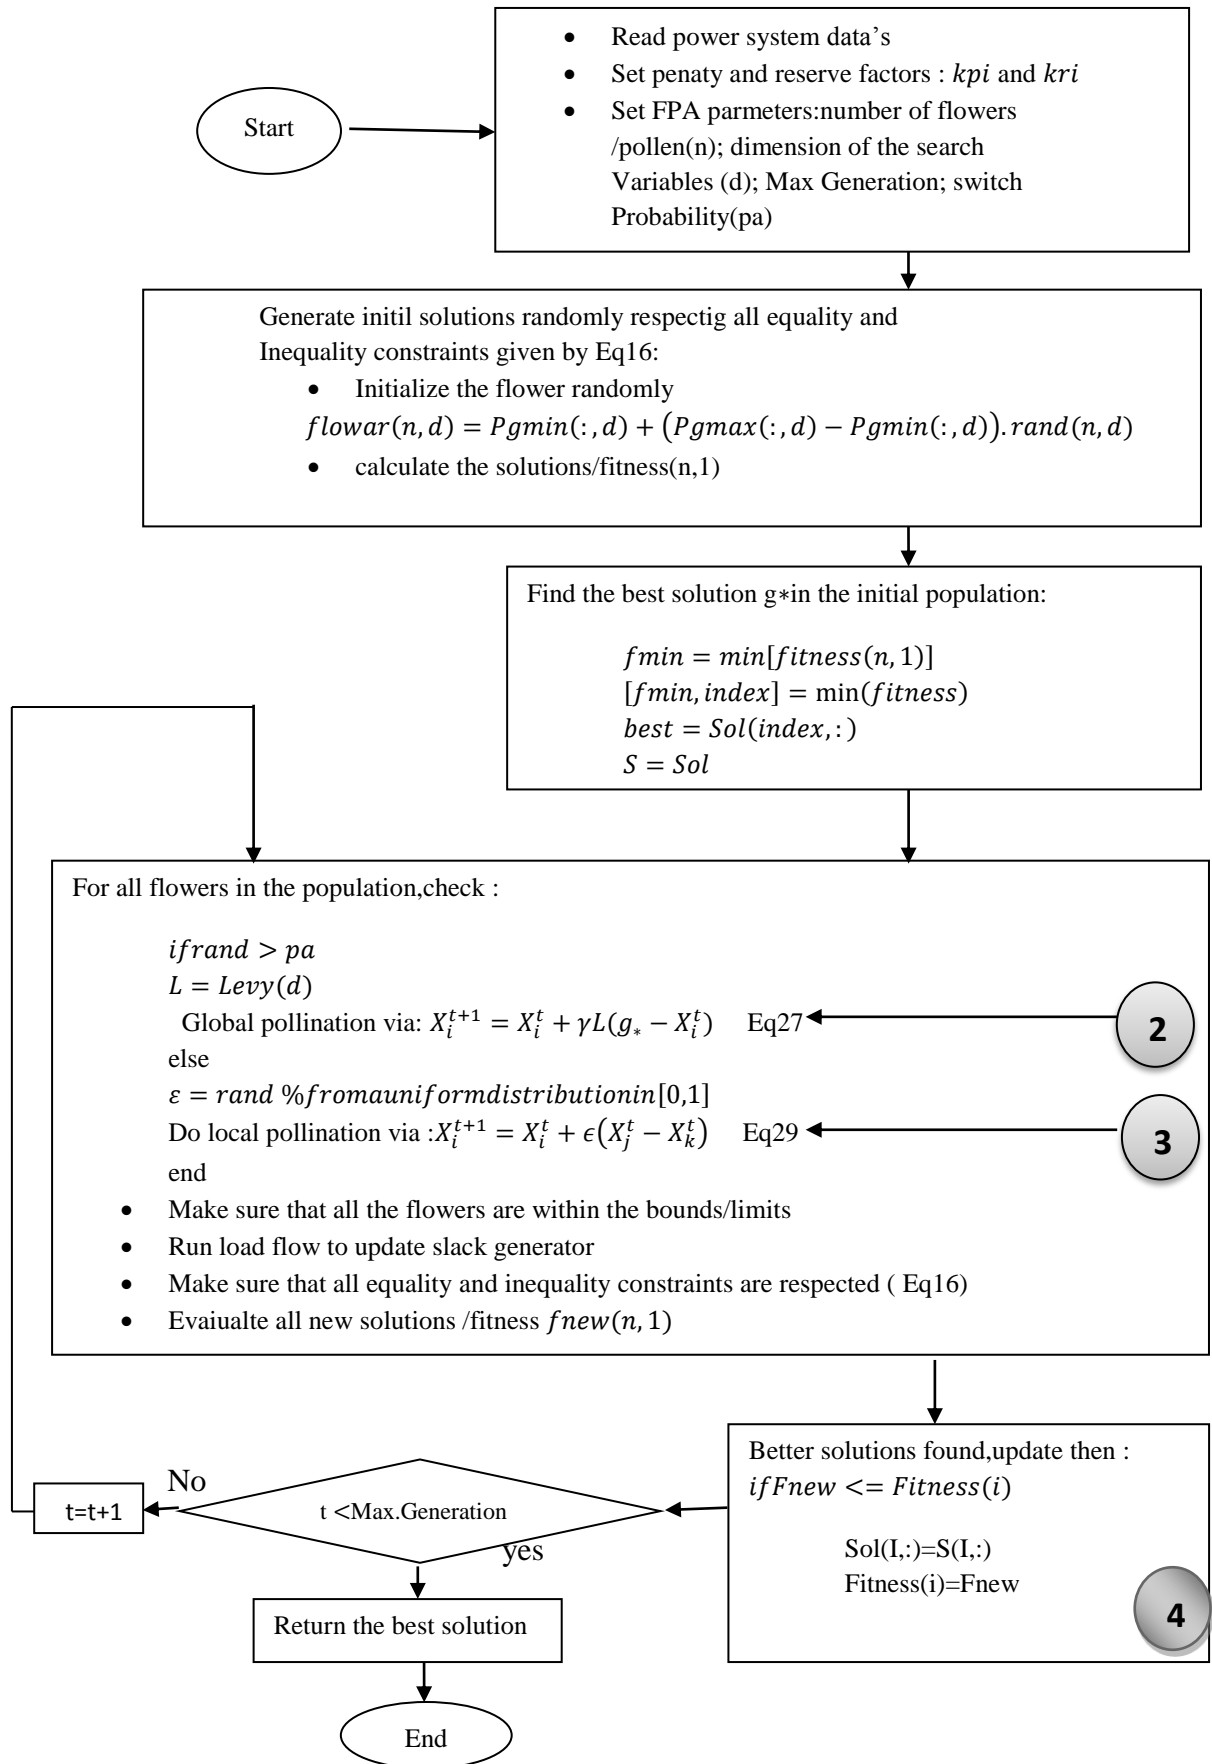 Start
• Read power system data’s
• Set penaty and reserve factors : kpi and kri
• Set FPA parmeters:number of flowers
/pollen(n); dimension of the search
Variables (d); Max Generation; switch
Probability(pa)
Generate initil solutions randomly respectig all equality and
Inequality constraints given by Eq16:
• Initialize the flower randomly
flowar(n, d) = Pgmin(: , d) + (Pgmax(: , d) − Pgmin(: , d)). rand(n, d)
• calculate the solutions/fitness(n,1)
Find the best solution g∗in the initial population:
fmin = min[fitness(n, 1)]
[fmin, index] = min(fitness)
best = Sol(index, : )
S = Sol
For all flowers in the population,check :
ifrand > pa
L = Levy(d)
Global pollination via: X_i^{t+1} = X_i^t + γL(g_* − X_i^t) Eq27
2
else
ε = rand %fromauniformdistributionin[0,1]
Do local pollination via :X_i^{t+1} = X_i^t + ϵ(X_j^t − X_k^t) Eq29
3
end
• Make sure that all the flowers are within the bounds/limits
• Run load flow to update slack generator
• Make sure that all equality and inequality constraints are respected ( Eq16)
• Evaiualte all new solutions /fitness fnew(n, 1)
Better solutions found,update then :
ifFnew <= Fitness(i)
Sol(I,:)=S(I,:)
Fitness(i)=Fnew
4
t <Max.Generation
No
t=t+1
yes
Return the best solution
End